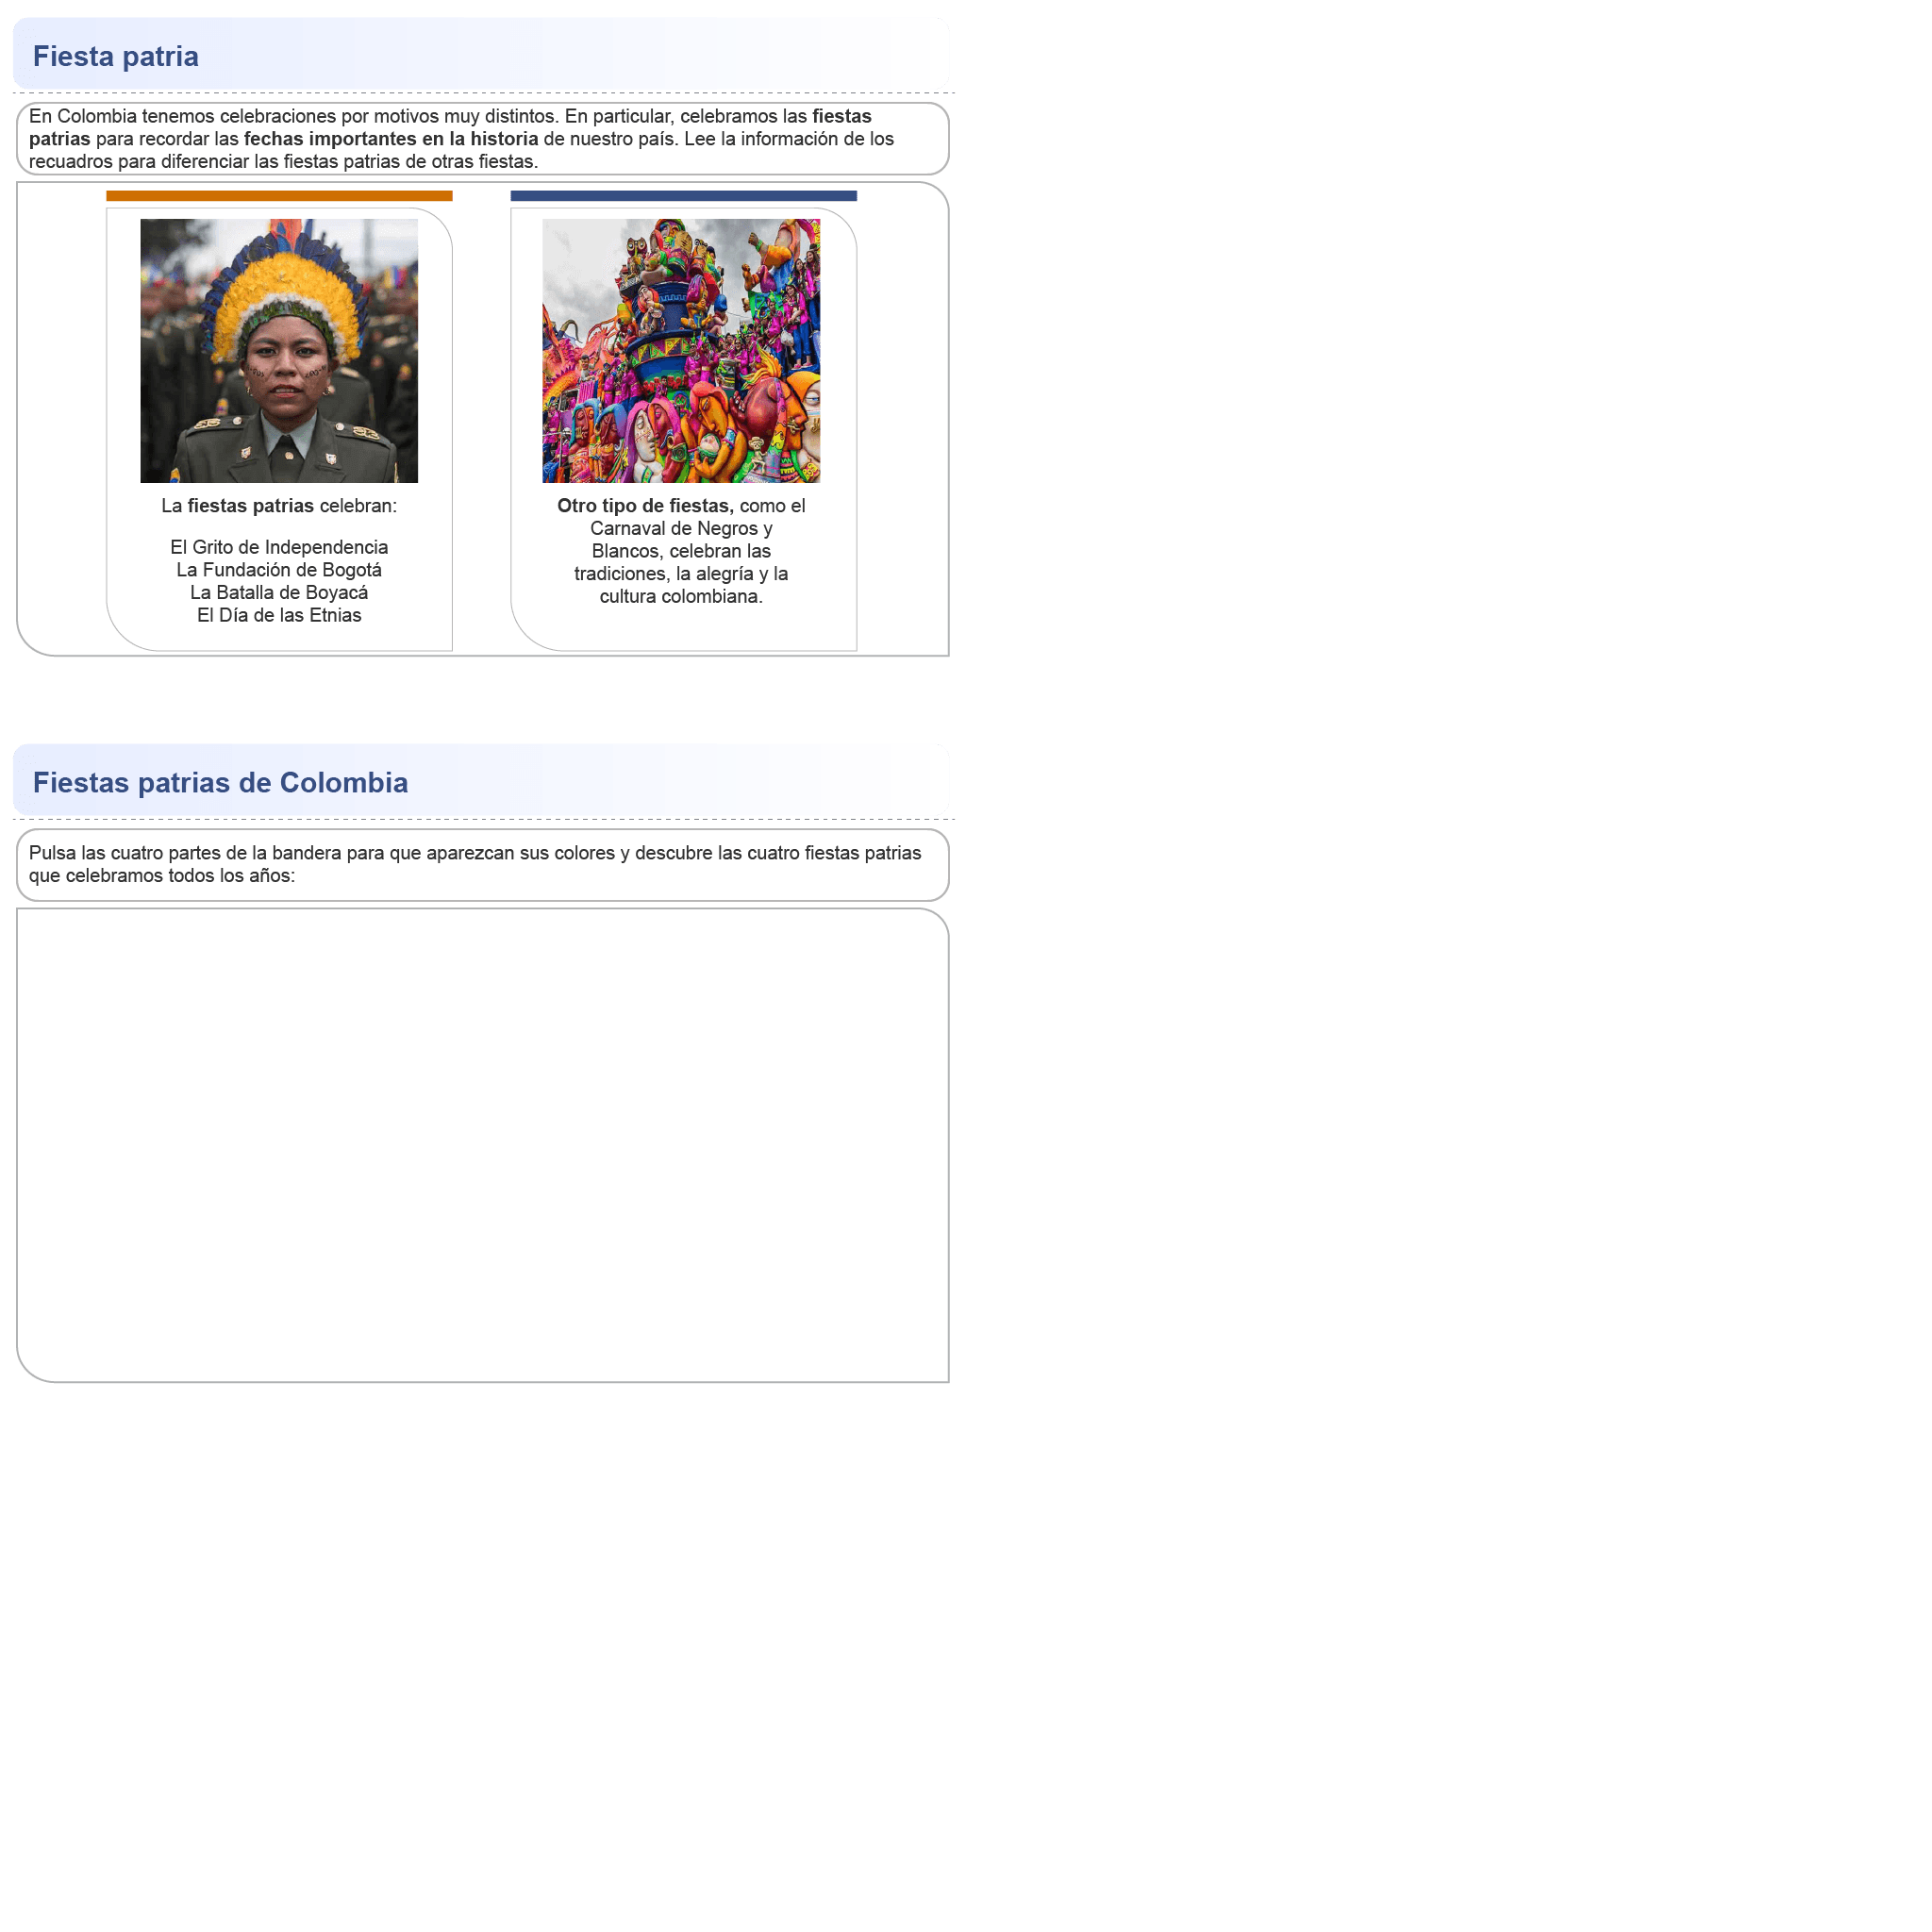 Fiesta patria
En Colombia tenemos celebraciones por motivos muy distintos. En particular, celebramos las fiestas
patrias para recordar las fechas importantes en la historia de nuestro país. Lee la información de los
recuadros para diferenciar las fiestas patrias de otras fiestas.
La fiestas patrias celebran:
El Grito de Independencia
La Fundación de Bogotá
La Batalla de Boyacá
El Día de las Etnias
Otro tipo de fiestas, como el
Carnaval de Negros y
Blancos, celebran las
tradiciones, la alegría y la
cultura colombiana.
Fiestas patrias de Colombia
Pulsa las cuatro partes de la bandera para que aparezcan sus colores y descubre las cuatro fiestas patrias
que celebramos todos los años: